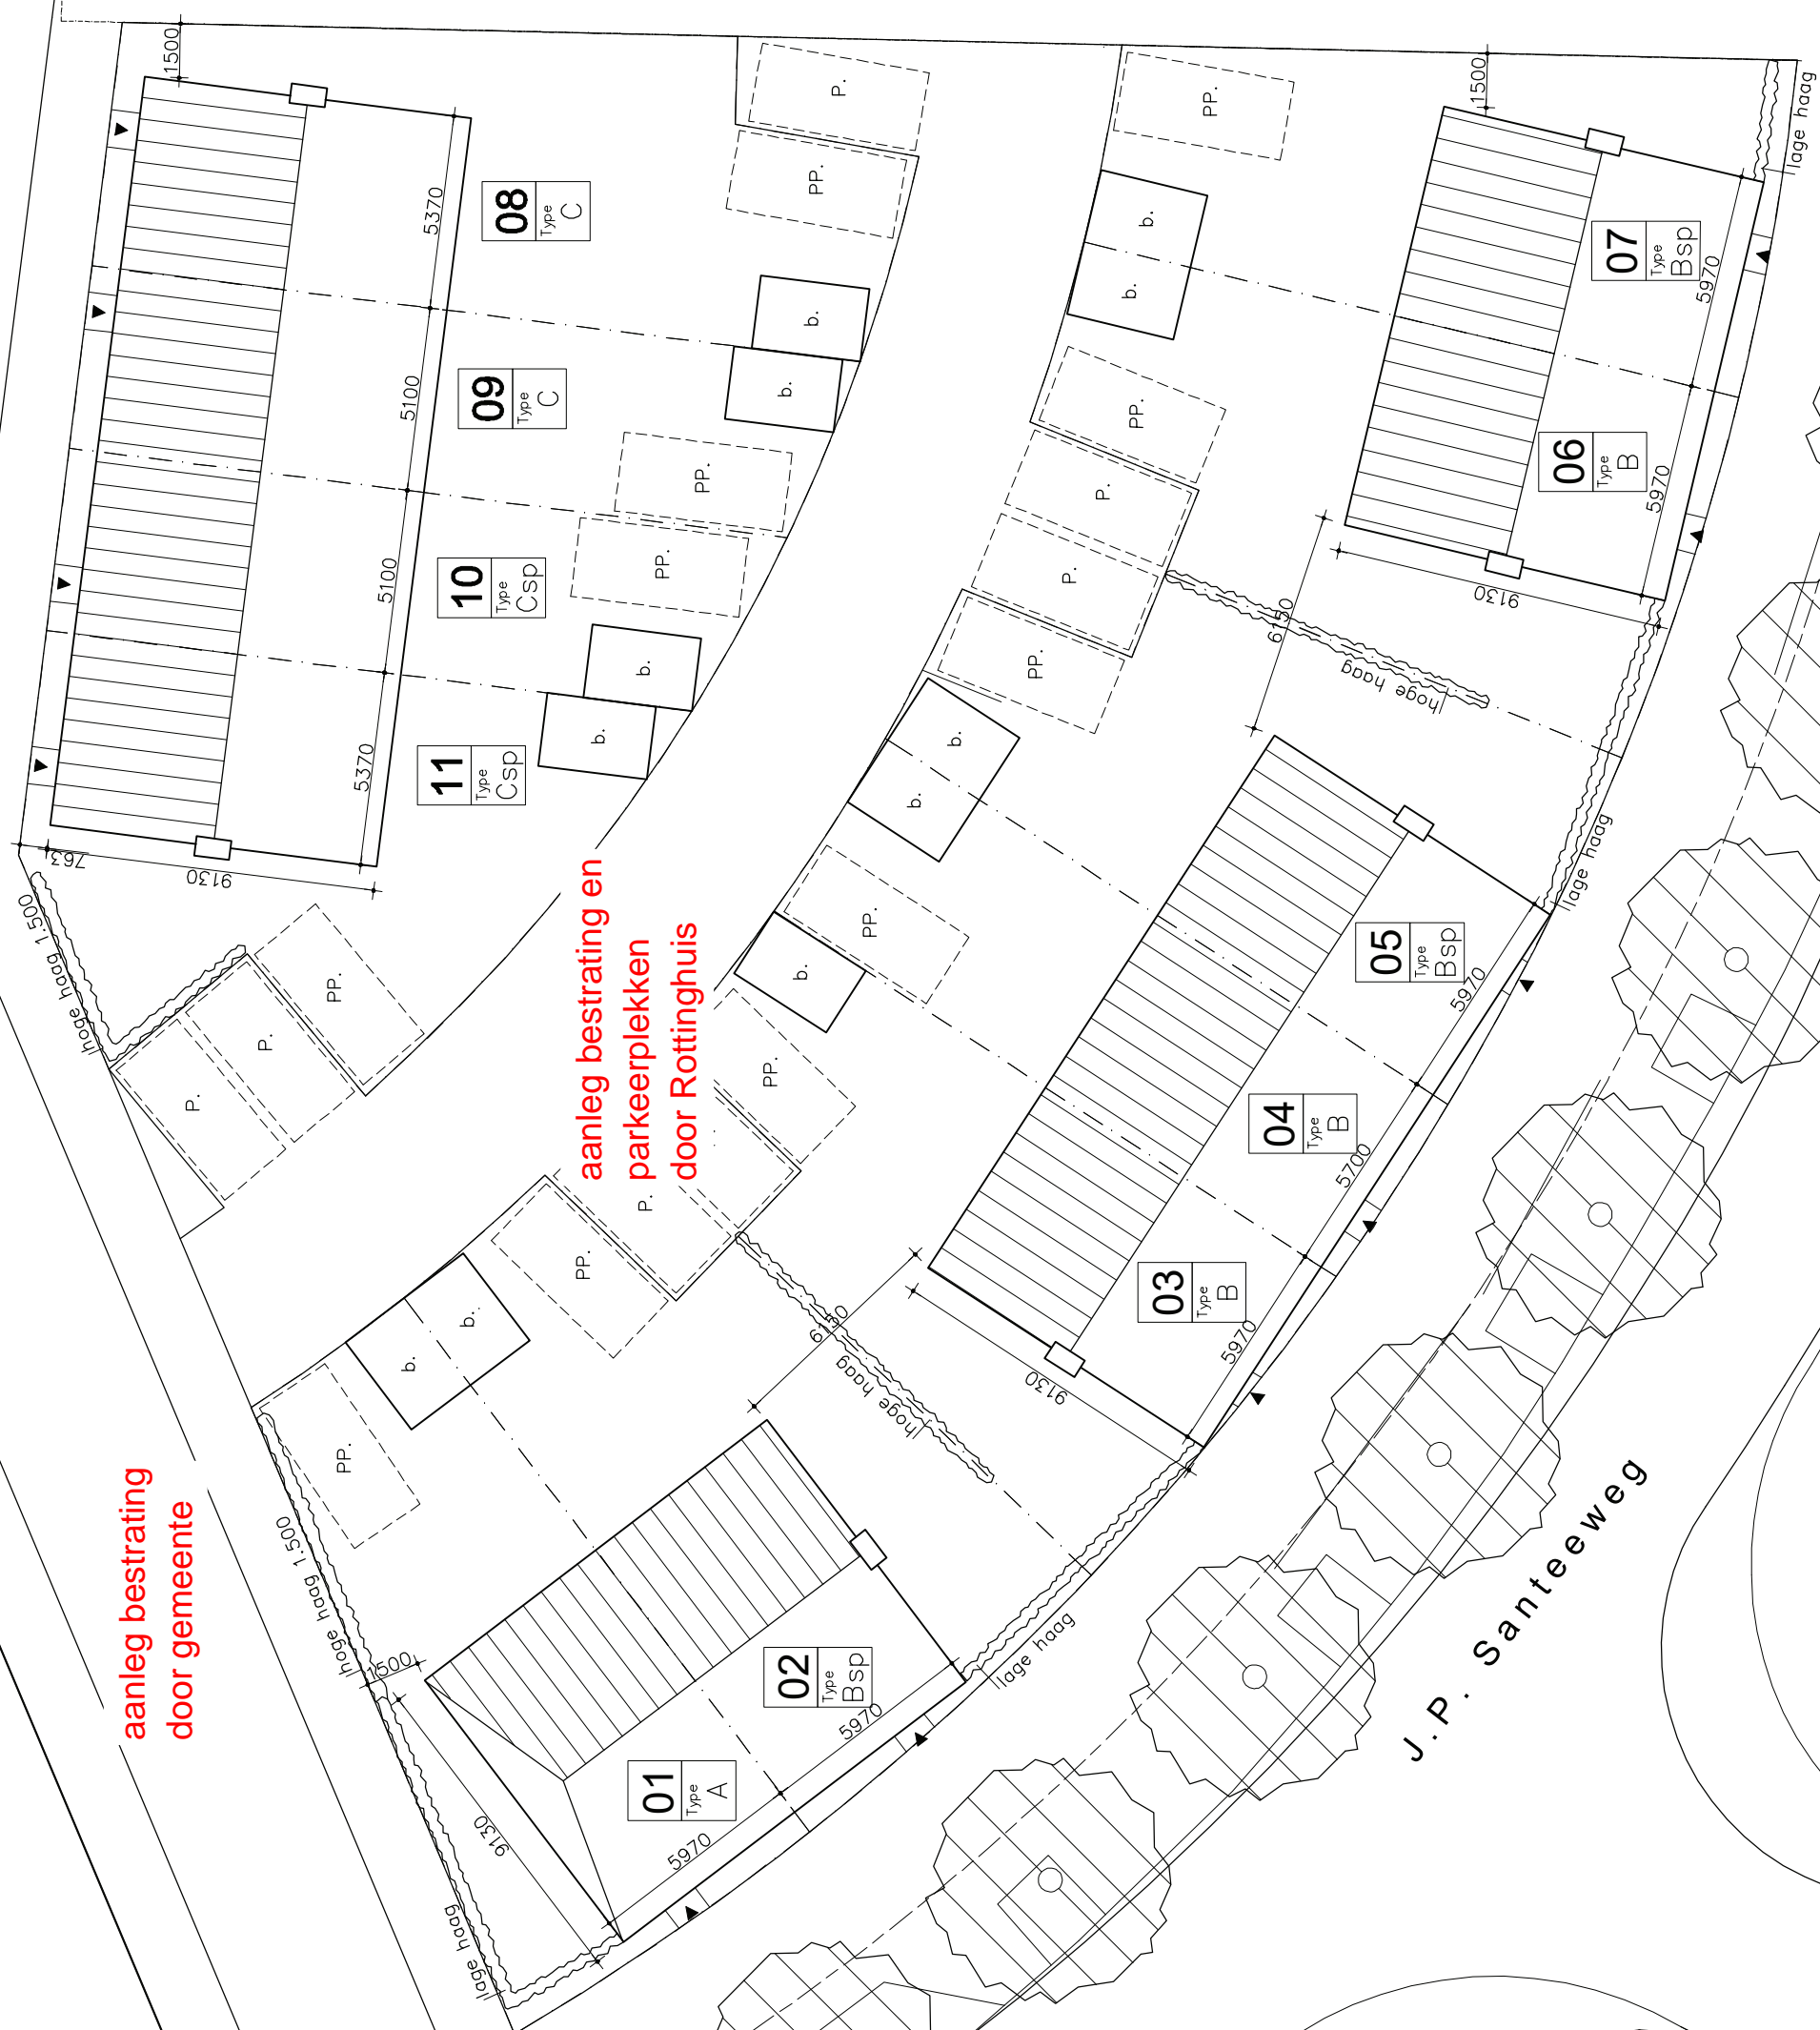 1500
08
Type
C
5370
09
Type
C
5100
10
Type
Csp
5100
11
Type
Csp
5370
763
9130
hoge haag 1.500
P.
PP.
b.
b.
PP.
PP.
b.
b.
PP.
P.
P.
aanleg bestrating en
parkeerplekken
door Rottinghuis
aanleg bestrating
door gemeente
PP.
b.
b.
PP.
P.
PP.
PP.
b.
b.
PP.
b.
b.
PP.
P.
P.
PP.
1500
07
Type
Bsp
5970
06
Type
B
5970
9130
6150
hoge haag
lage haag
05
Type
Bsp
5970
04
Type
B
5700
03
Type
B
5970
9130
6150
hoge haag
lage haag
02
Type
Bsp
5970
01
Type
A
5970
9130
1500
hoge haag 1.500
lage haag
lage haag
J.P. Santeeweg